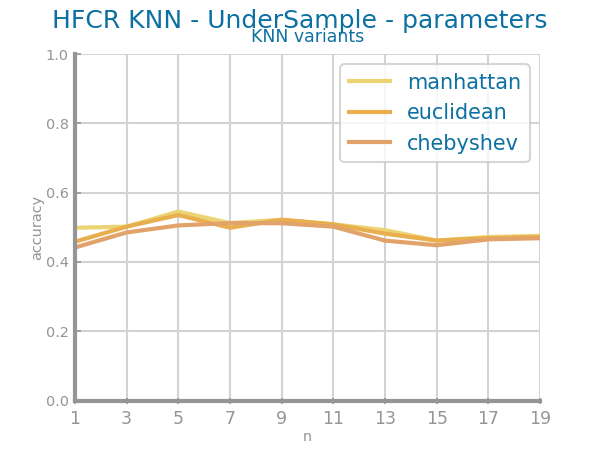 HFCR KNN - UnderSample - parameters
KNN variants
1.0
0.8
0.6
0.4
0.2
0.0
accuracy
manhattan
euclidean
chebyshev
1 3 5 7 9 11 13 15 17 19
n